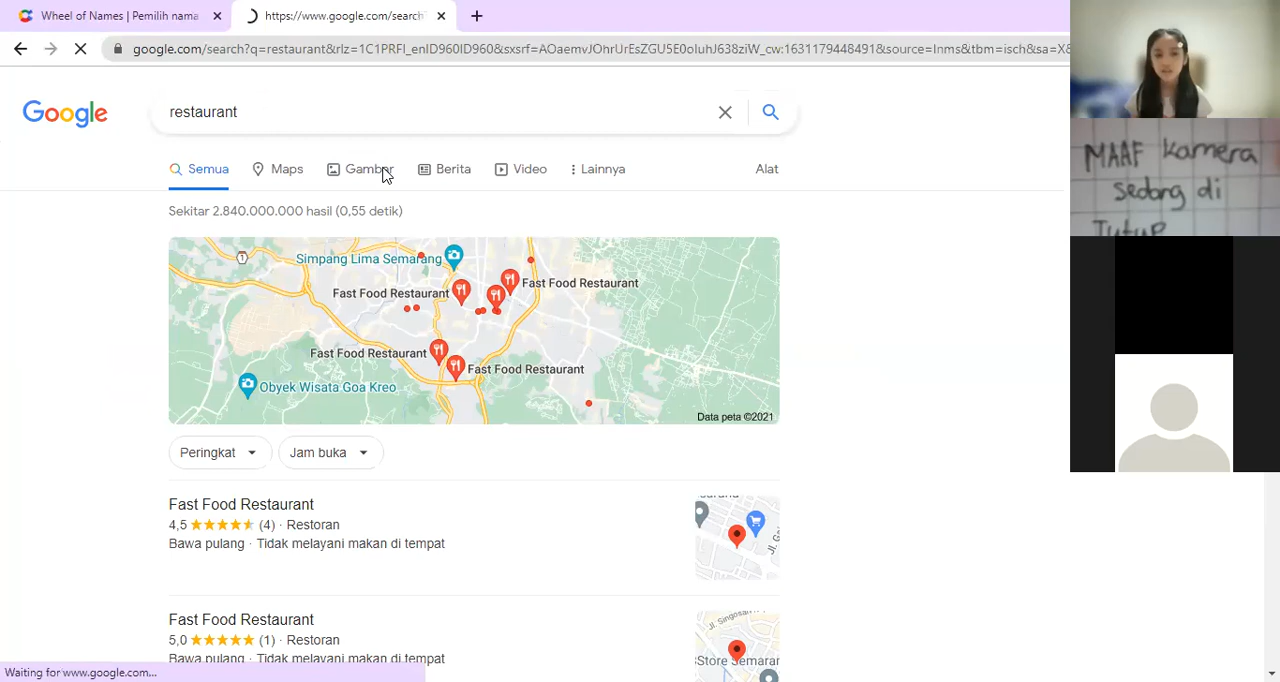 Wheel of Names | Pemilih nama
https://www.google.com/search?
google.com/search?q=restaurant&rlz=1C1PRFI_enID960ID960&sxsrf=AOaemvJOhrUrEsZGU5E0oluhJ638ziW_cw:1631179448491&source=lnms&tbm=isch&sa=X&
Google
restaurant
Semua Maps Gambar Berita Video Lainnya Alat
Sekitar 2.840.000.000 hasil (0,55 detik)
Simpang Lima Semarang
Fast Food Restaurant
Fast Food Restaurant
Fast Food Restaurant
Fast Food Restaurant
Obyek Wisata Goa Kreo
Data peta ©2021
Peringkat Jam buka
Fast Food Restaurant
4,5 (4) · Restoran
Bawa pulang · Tidak melayani makan di tempat
Fast Food Restaurant
5,0 (1) · Restoran
Bawa pulang · Tidak melayani makan di tempat
Jl. Singosari
Store Semaran
Waiting for www.google.com...
MAAF Kamera
Sedang di
Tutup